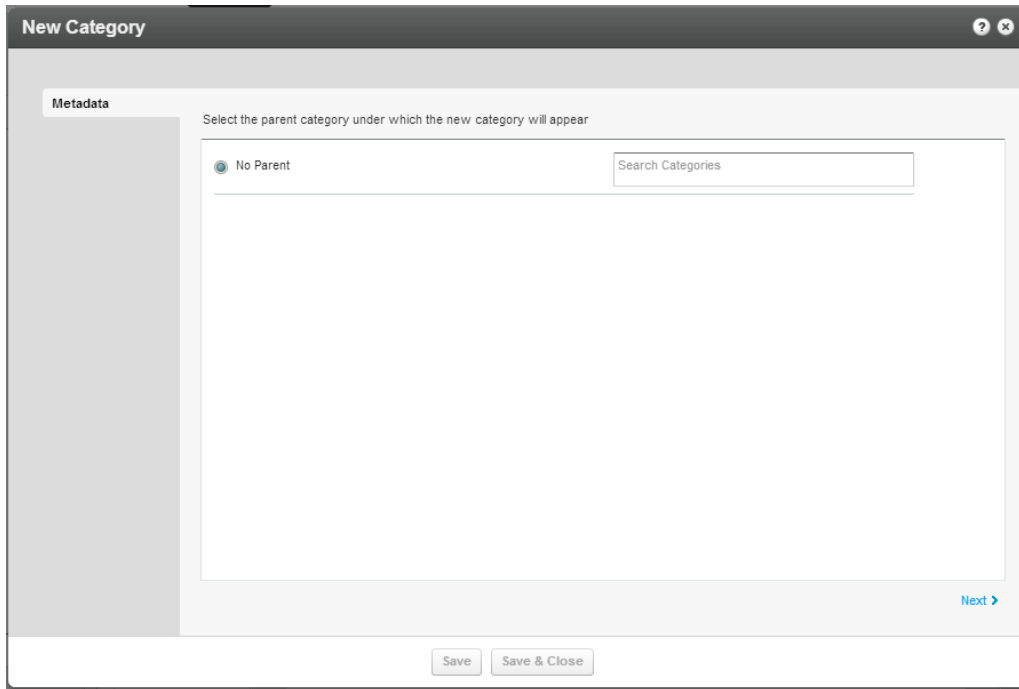 New Category
Metadata
Select the parent category under which the new category will appear
No Parent
Search Categories
Next
Save
Save & Close